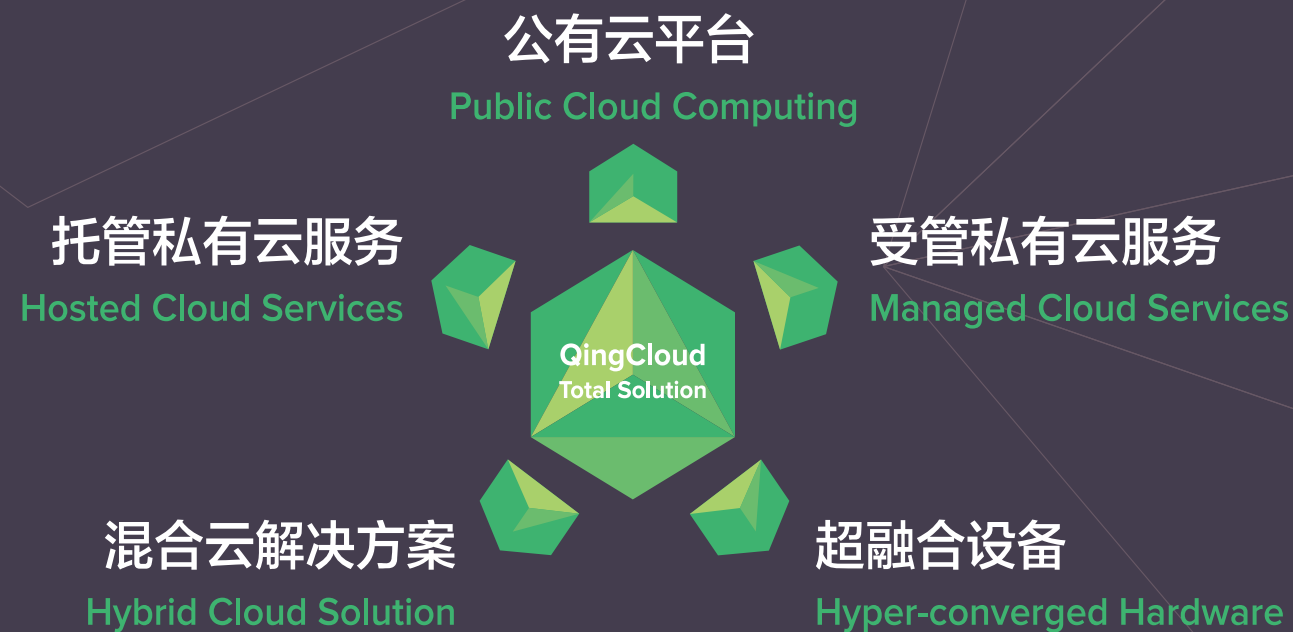 公有云平台
Public Cloud Computing
托管私有云服务
Hosted Cloud Services
受管私有云服务
Managed Cloud Services
QingCloud
Total Solution
混合云解决方案
Hybrid Cloud Solution
超融合设备
Hyper-converged Hardware